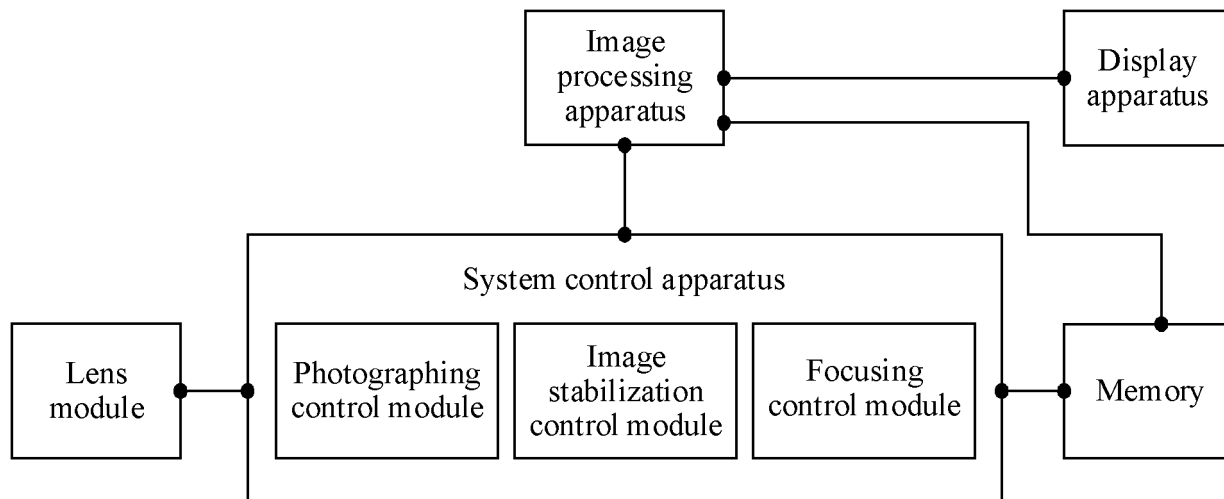 Image
processing
apparatus
Display
apparatus
System control apparatus
Lens
module
Photographing
control module
Image
stabilization
control module
Focusing
control module
Memory